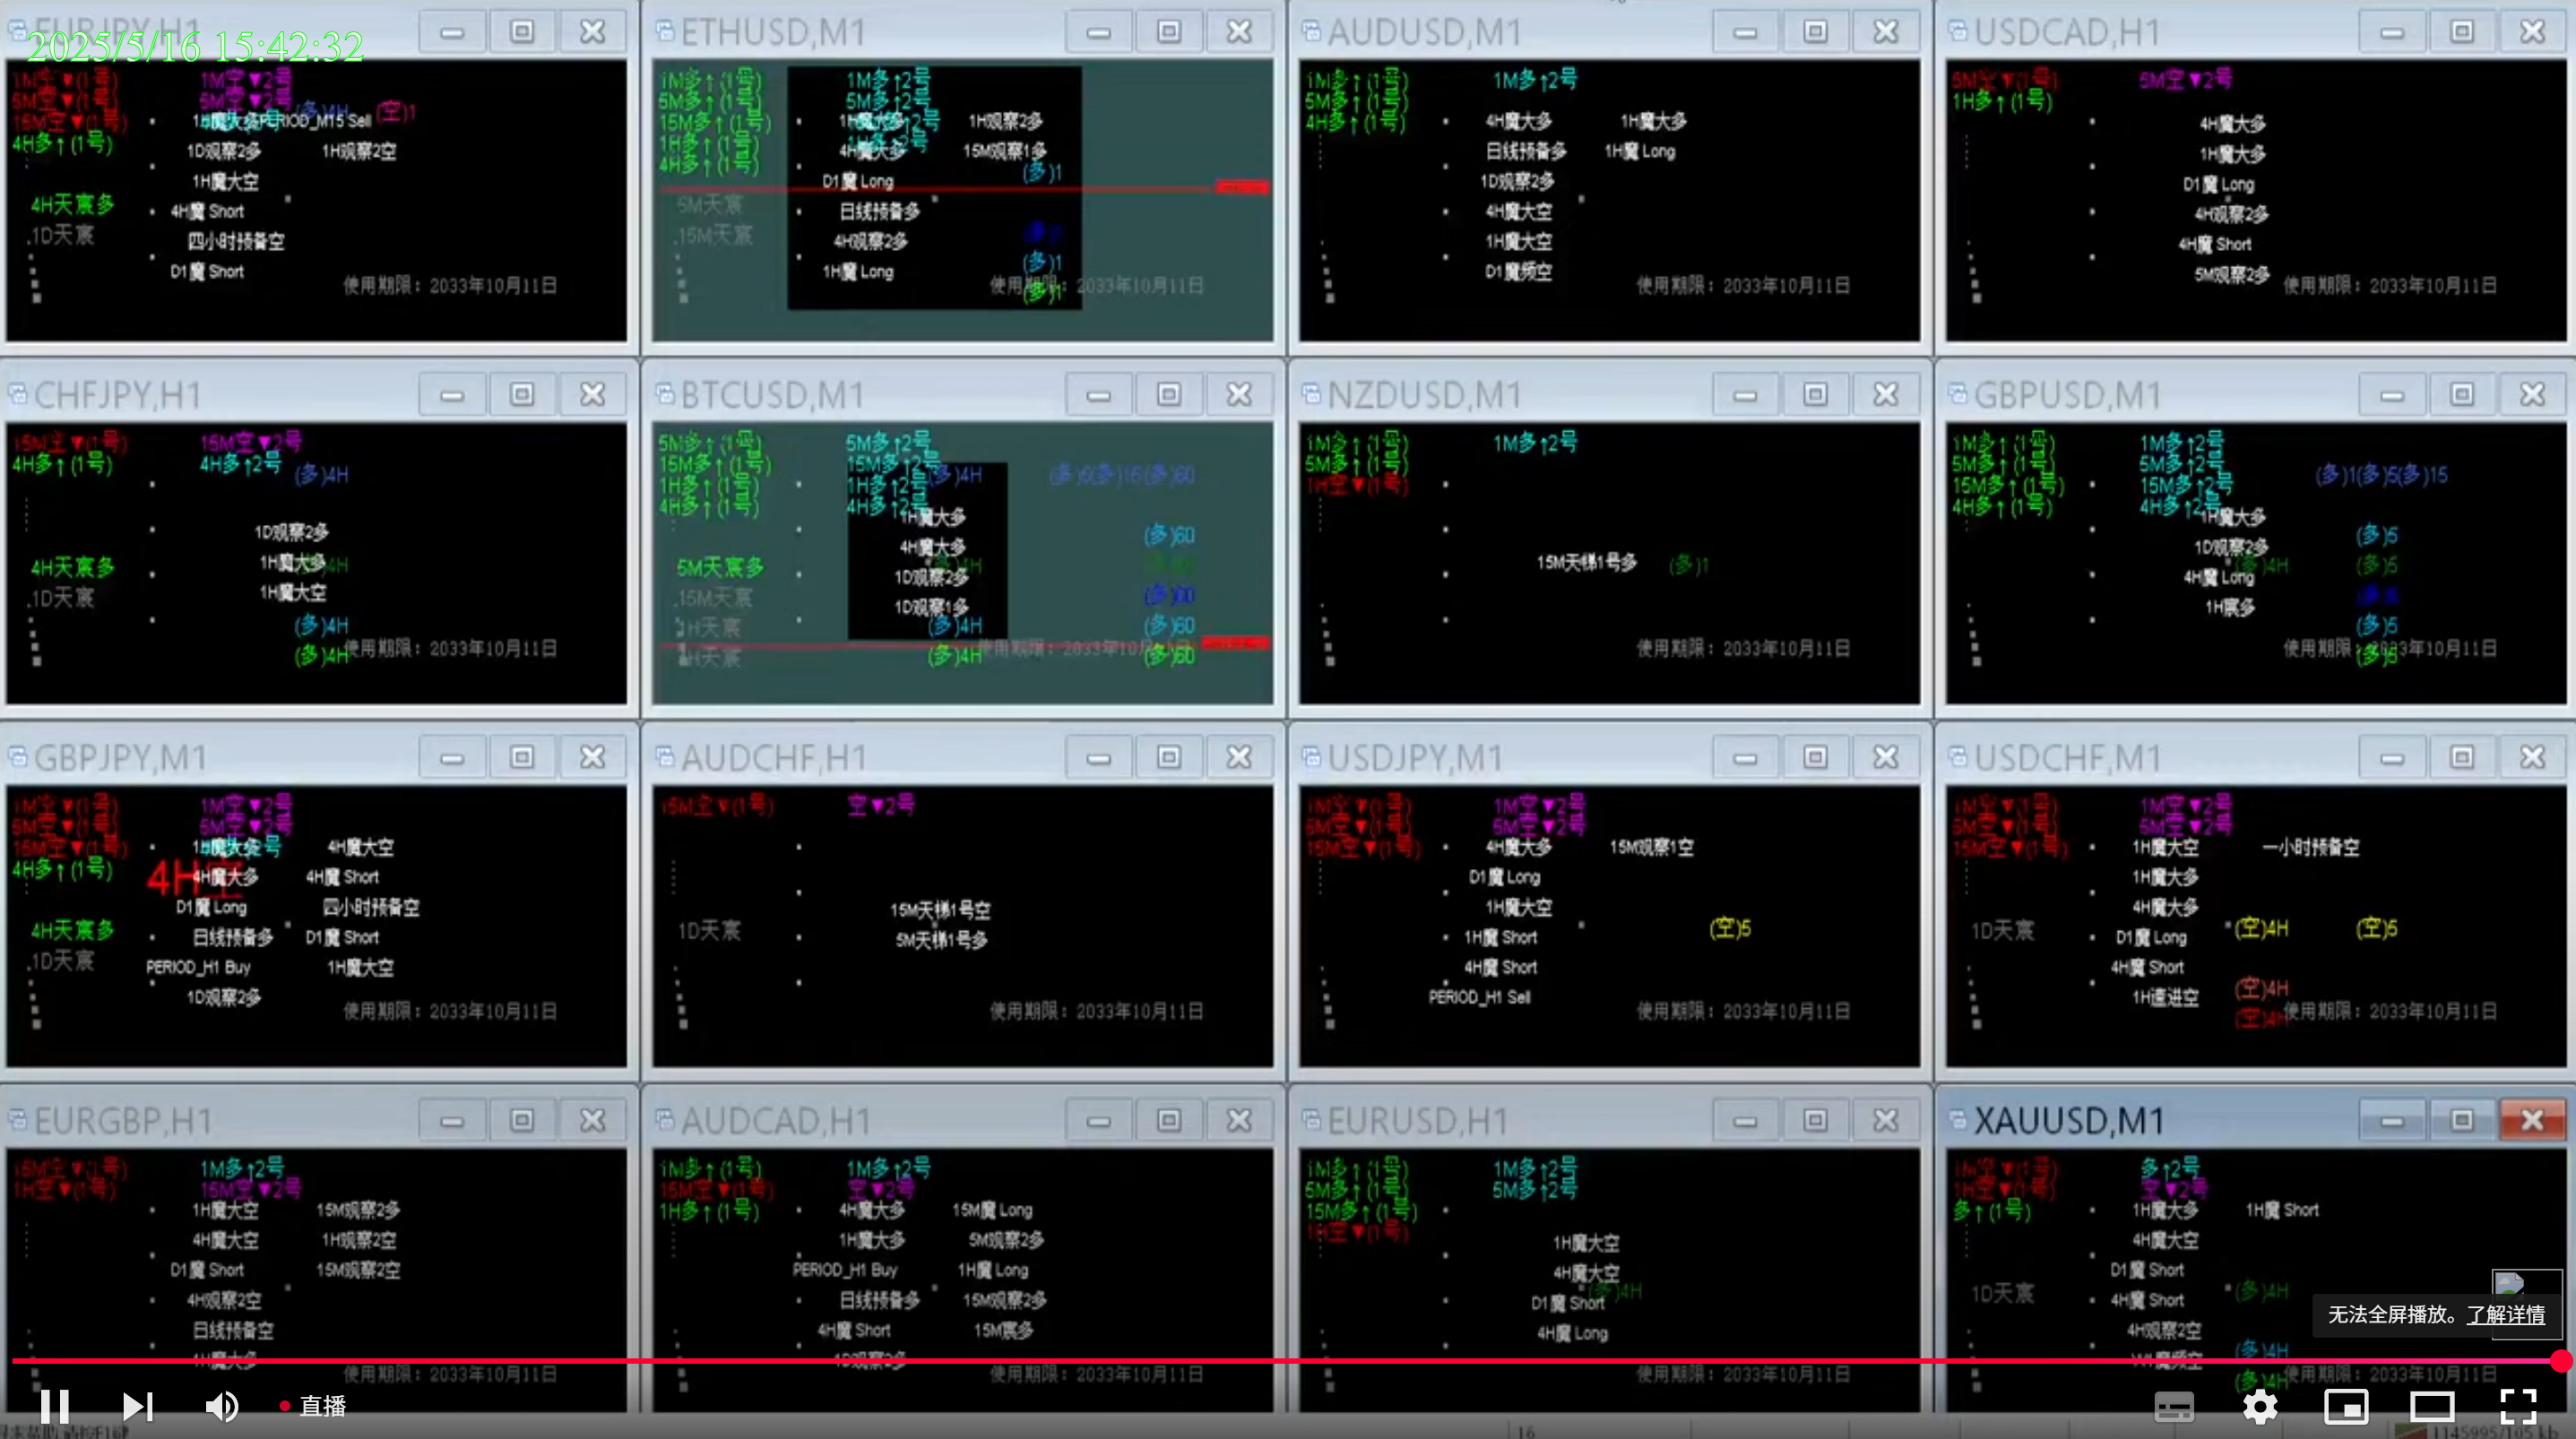 EURJPY,H1
2025/5/16 15:42:32
1M空▼(1号) 1M空▼2号
5M空▼(1号) 5M空▼2号 (多)4H (空)1
15M空▼(1号) PERIOD_M15 Sell
4H多↑(1号)
1D观察2多 1H观察2空
1H魔大空
4H天宸多 4H魔 Short
.1D天宸 四小时预备空
D1魔 Short
使用期限：2033年10月11日
ETHUSD,M1
1M多↑(1号) 1M多↑2号
5M多↑(1号) 5M多↑2号
15M多↑(1号) 1H魔大多 1H观察2多
1H多↑(1号)
4H多↑(1号) 4H魔大多 15M观察1多
(多)1
D1魔 Long
5M天宸 日线预备多
.15M天宸 4H观察2多
(多)1
1H魔 Long
使用期限：2033年10月11日
(多)1
AUDUSD,M1
1M多↑(1号) 1M多↑2号
5M多↑(1号)
4H多↑(1号) 4H魔大多 1H魔大多
日线预备多 1H魔 Long
1D观察2多
4H魔大空
1H魔大空
D1魔频空
使用期限：2033年10月11日
USDCAD,H1
5M空▼(1号) 5M空▼2号
1H多↑(1号)
4H魔大多
1H魔大多
D1魔 Long
4H观察2多
4H魔 Short
5M观察2多
使用期限：2033年10月11日
CHFJPY,H1
15M空▼(1号) 15M空▼2号
4H多↑(1号) 4H多↑2号 (多)4H
1D观察2多
4H天宸多 1H魔大多 4H
.1D天宸 1H魔大空
(多)4H
(多)4H
使用期限：2033年10月11日
BTCUSD,M1
5M多↑(1号) 5M多↑2号
15M多↑(1号) 15M多↑2号 (多)4H (多)5(多)15(多)60
1H多↑(1号) 1H多↑2号
4H多↑(1号) 4H多↑2号
1H魔大多
(多)60
4H魔大多
5M天宸多 1D观察2多
.15M天宸 1D观察1多 (多)60
1H天宸 (多)4H (多)60
H天宸 (多)4H (多)60
使用期限：2033年10月11日
NZDUSD,M1
1M多↑(1号) 1M多↑2号
5M多↑(1号)
1H空▼(1号)
15M天梯1号多 (多)1
使用期限：2033年10月11日
GBPUSD,M1
1M多↑(1号) 1M多↑2号
5M多↑(1号) 5M多↑2号 (多)1(多)5(多)15
15M多↑(1号) 15M多↑2号
4H多↑(1号) 4H多↑2号
1H魔大多
(多)5
1D观察2多
(多)4H (多)5
4H魔 Long
1H宸多
(多)5
使用期限：2033年10月11日
(多)5
GBPJPY,M1
1M空▼(1号) 1M空▼2号
5M空▼(1号) 5M空▼2号
15M空▼(1号) 1H魔大多 4H魔大空
4H多↑(1号) 4H空
4H魔大多 4H魔 Short
D1魔 Long 四小时预备空
4H天宸多 日线预备多 D1魔 Short
.1D天宸 PERIOD_H1 Buy 1H魔大空
1D观察2多
使用期限：2033年10月11日
AUDCHF,H1
15M空▼(1号) 空▼2号
15M天梯1号空
1D天宸 5M天梯1号多
使用期限：2033年10月11日
USDJPY,M1
1M空▼(1号) 1M空▼2号
5M空▼(1号) 5M空▼2号
15M空▼(1号) 4H魔大多 15M观察1空
D1魔 Long
1H魔大空
(空)5
1H魔 Short
4H魔 Short
PERIOD_H1 Sell
使用期限：2033年10月11日
USDCHF,M1
1M空▼(1号) 1M空▼2号
5M空▼(1号) 5M空▼2号
15M空▼(1号) 1H魔大空 一小时预备空
1H魔大多
4H魔大多
1D天宸 (空)4H (空)5
D1魔 Long
4H魔 Short
1H速进空 (空)4H
(空)4H
使用期限：2033年10月11日
EURGBP,H1
15M空▼(1号) 1M多↑2号
1H空▼(1号) 15M空▼2号
1H魔大空 15M观察2多
4H魔大空 1H观察2空
D1魔 Short 15M观察2空
4H观察2空
日线预备空
4H魔大多
使用期限：2033年10月11日
AUDCAD,H1
1M多↑(1号) 1M多↑2号
15M空▼(1号) 空▼2号
1H多↑(1号) 4H魔大多 15M魔 Long
1H魔大多 5M观察2多
PERIOD_H1 Buy 1H魔 Long
日线预备多 15M观察2多
4H魔 Short 15M宸多
1D观察2多
使用期限：2033年10月11日
EURUSD,H1
1M多↑(1号) 1M多↑2号
5M多↑(1号) 5M多↑2号
15M多↑(1号)
1H空▼(1号)
1H魔大空
4H魔大空
(多)4H
D1魔 Short
4H魔 Long
使用期限：2033年10月11日
XAUUSD,M1
1M空▼(1号) 多↑2号
1H空▼(1号) 空▼2号
多↑(1号) 1H魔大多 1H魔 Short
4H魔大空
D1魔 Short
1D天宸 4H魔 Short (多)4H
4H观察2空
(多)4H
使用期限：2033年10月11日
(多)4H
无法全屏播放。了解详情
直播
16
1145995/105 kb